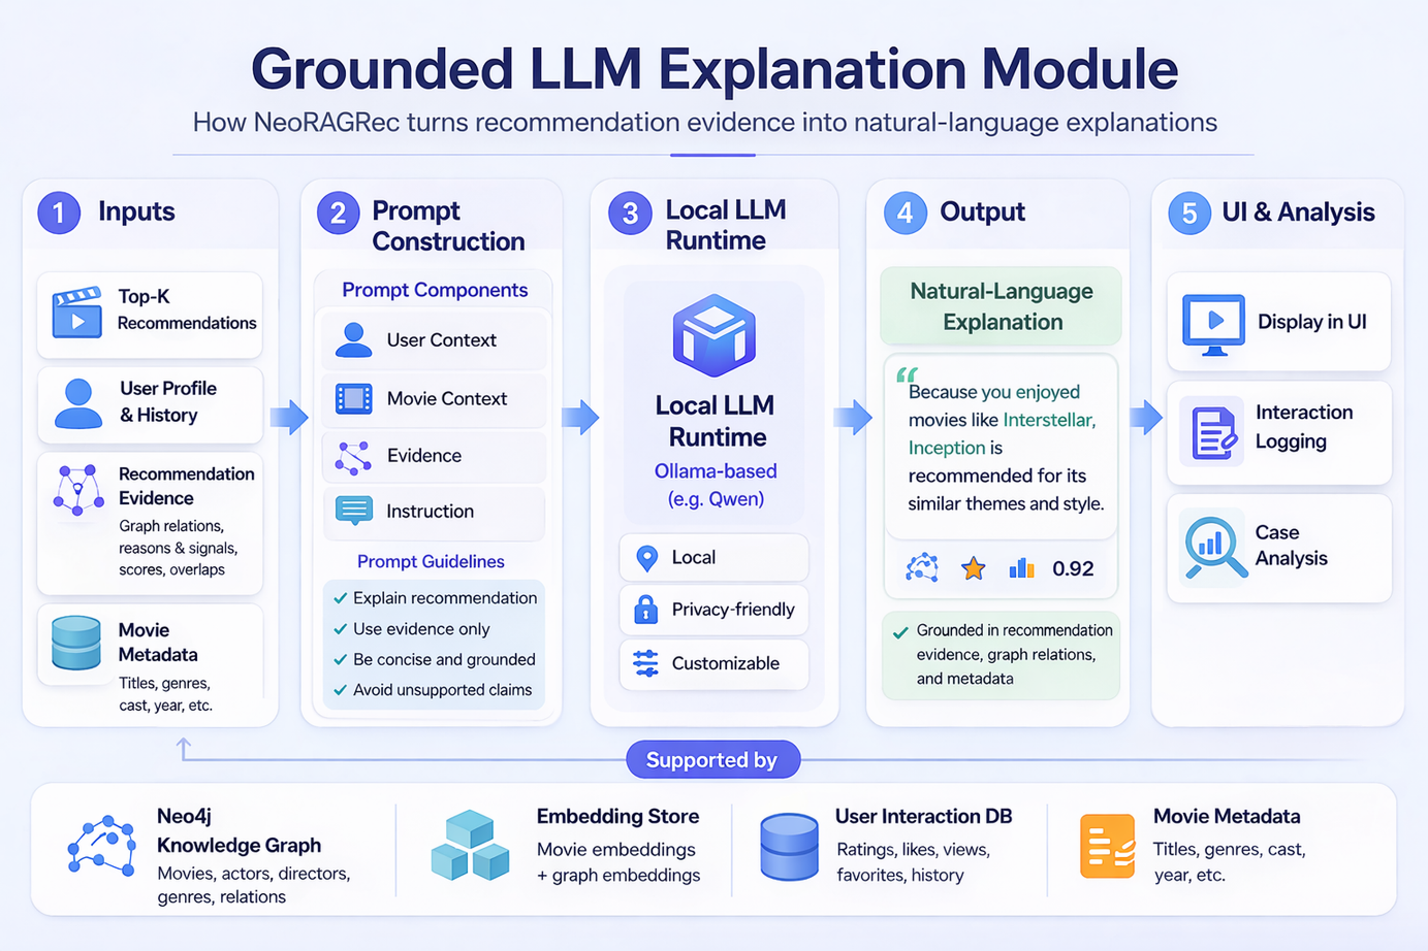 Grounded LLM Explanation Module
How NeoRAGRec turns recommendation evidence into natural-language explanations
1 Inputs
Top-K
Recommendations
User Profile
& History
Recommendation
Evidence
Graph relations,
reasons & signals,
scores, overlaps
Movie
Metadata
Titles, genres,
cast, year, etc.
2 Prompt
Construction
Prompt Components
User Context
Movie Context
Evidence
Instruction
Prompt Guidelines
✓ Explain recommendation
✓ Use evidence only
✓ Be concise and grounded
✓ Avoid unsupported claims
3 Local LLM
Runtime
Local LLM
Runtime
Ollama-based
(e.g. Qwen)
Local
Privacy-friendly
Customizable
4 Output
Natural-Language
Explanation
“Because you enjoyed
movies like Interstellar,
Inception is
recommended for its
similar themes and style.
0.92
✓ Grounded in recommendation
evidence, graph relations,
and metadata
5 UI & Analysis
Display in UI
Interaction
Logging
Case
Analysis
Supported by
Neo4j
Knowledge Graph
Movies, actors, directors,
genres, relations
Embedding Store
Movie embeddings
+ graph embeddings
User Interaction DB
Ratings, likes, views,
favorites, history
Movie Metadata
Titles, genres, cast,
year, etc.